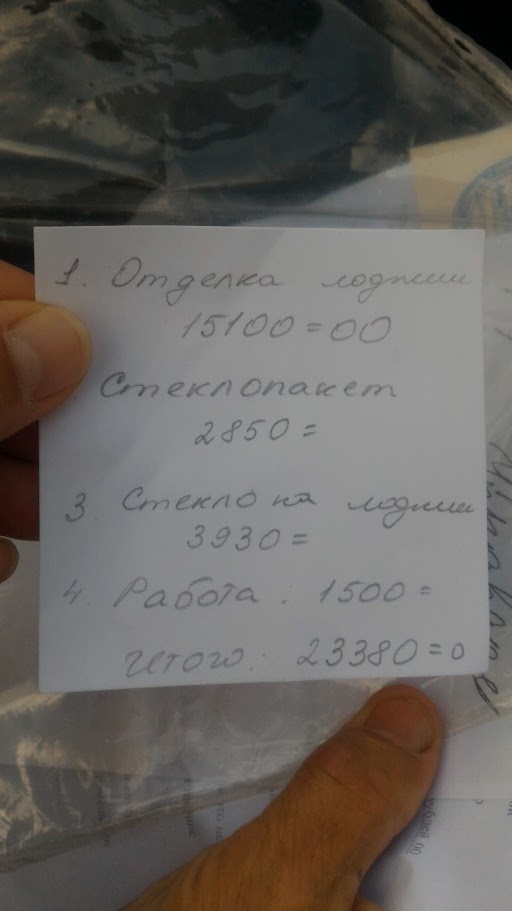 1. Отделка лоджии
15100=00
. Стеклопакет
2850=
3. Стекло на лоджии
3930=
4. Работа: 1500=
Итого: 23380=0